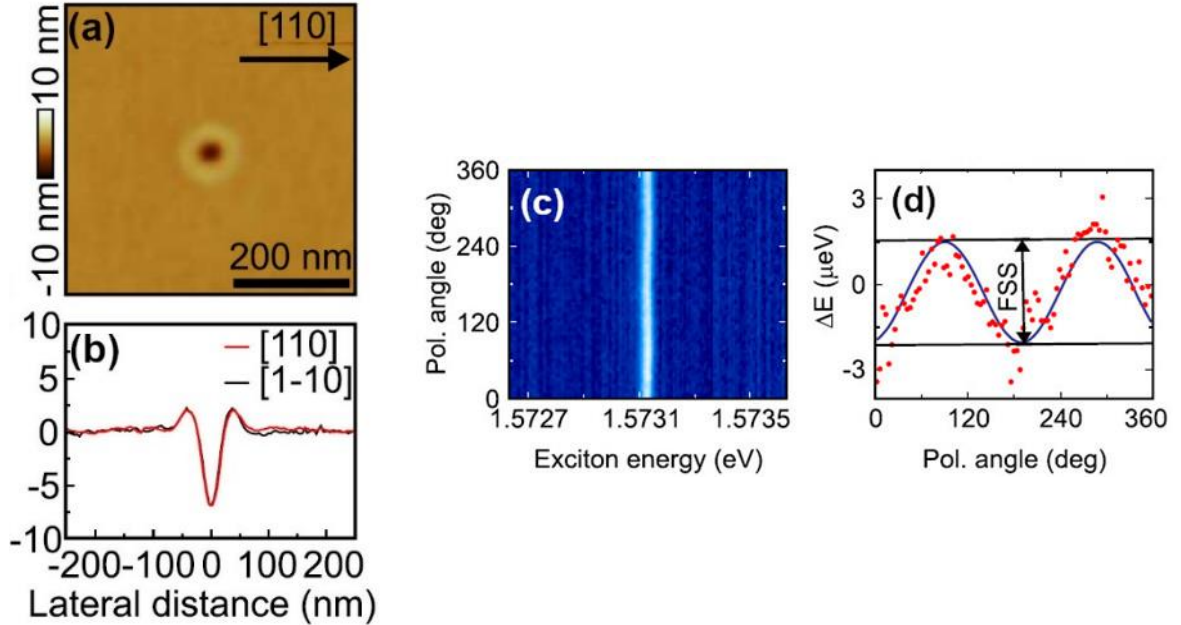 (a)
[110]
-10 nm 10 nm
200 nm
(b)
[110]
[1-10]
10
5
0
-5
-10
-200 -100 0 100 200
Lateral distance (nm)
(c)
Pol. angle (deg)
360
240
120
0
1.5727 1.5731 1.5735
Exciton energy (eV)
(d)
ΔE (μeV)
3
0
-3
FSS
0 120 240 360
Pol. angle (deg)